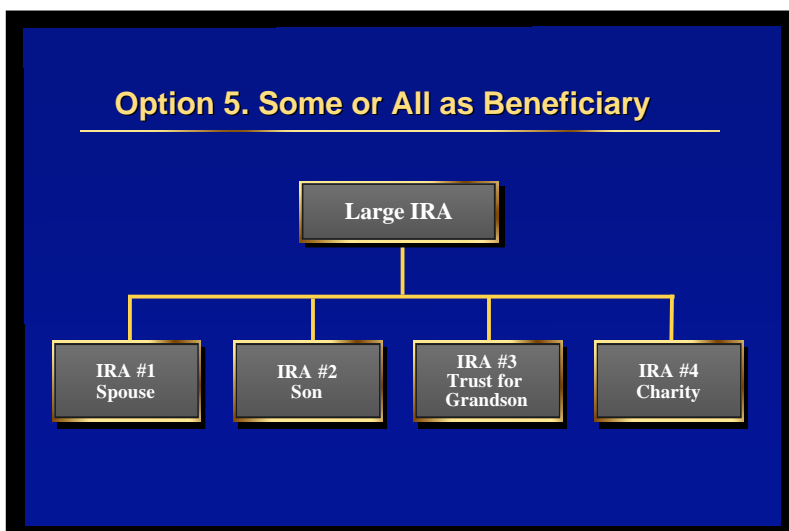 Option 5. Some or All as Beneficiary
Large IRA
IRA #1
Spouse
IRA #2
Son
IRA #3
Trust for
Grandson
IRA #4
Charity